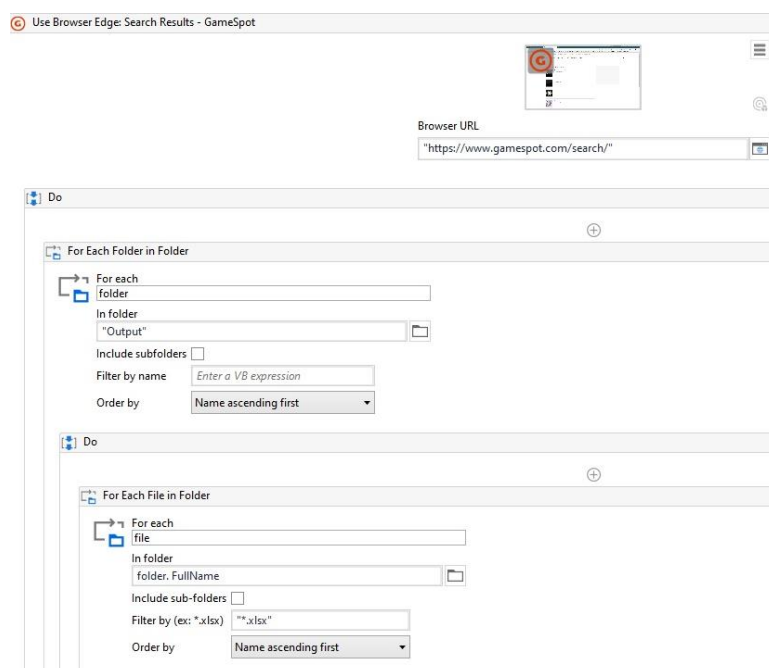 Use Browser Edge: Search Results - GameSpot
Browser URL
"https://www.gamespot.com/search/"
Do
For Each Folder in Folder
For each
folder
In folder
"Output"
Include subfolders
Filter by name Enter a VB expression
Order by Name ascending first
Do
For Each File in Folder
For each
file
In folder
folder. FullName
Include sub-folders
Filter by (ex: *.xlsx) "*.xlsx"
Order by Name ascending first